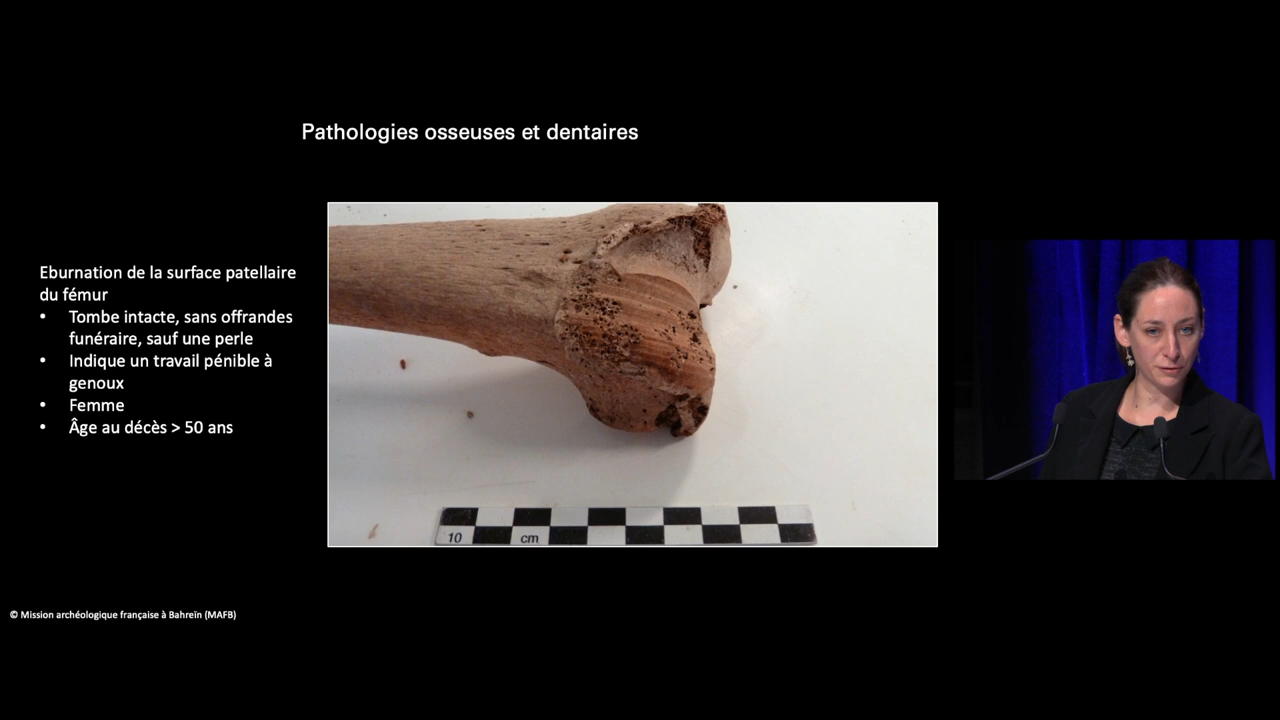 Pathologies osseuses et dentaires
Eburnation de la surface patellaire
du fémur
• Tombe intacte, sans offrandes
funéraire, sauf une perle
• Indique un travail pénible à
genoux
• Femme
• Âge au décès > 50 ans
10 cm
© Mission archéologique française à Bahreïn (MAFB)